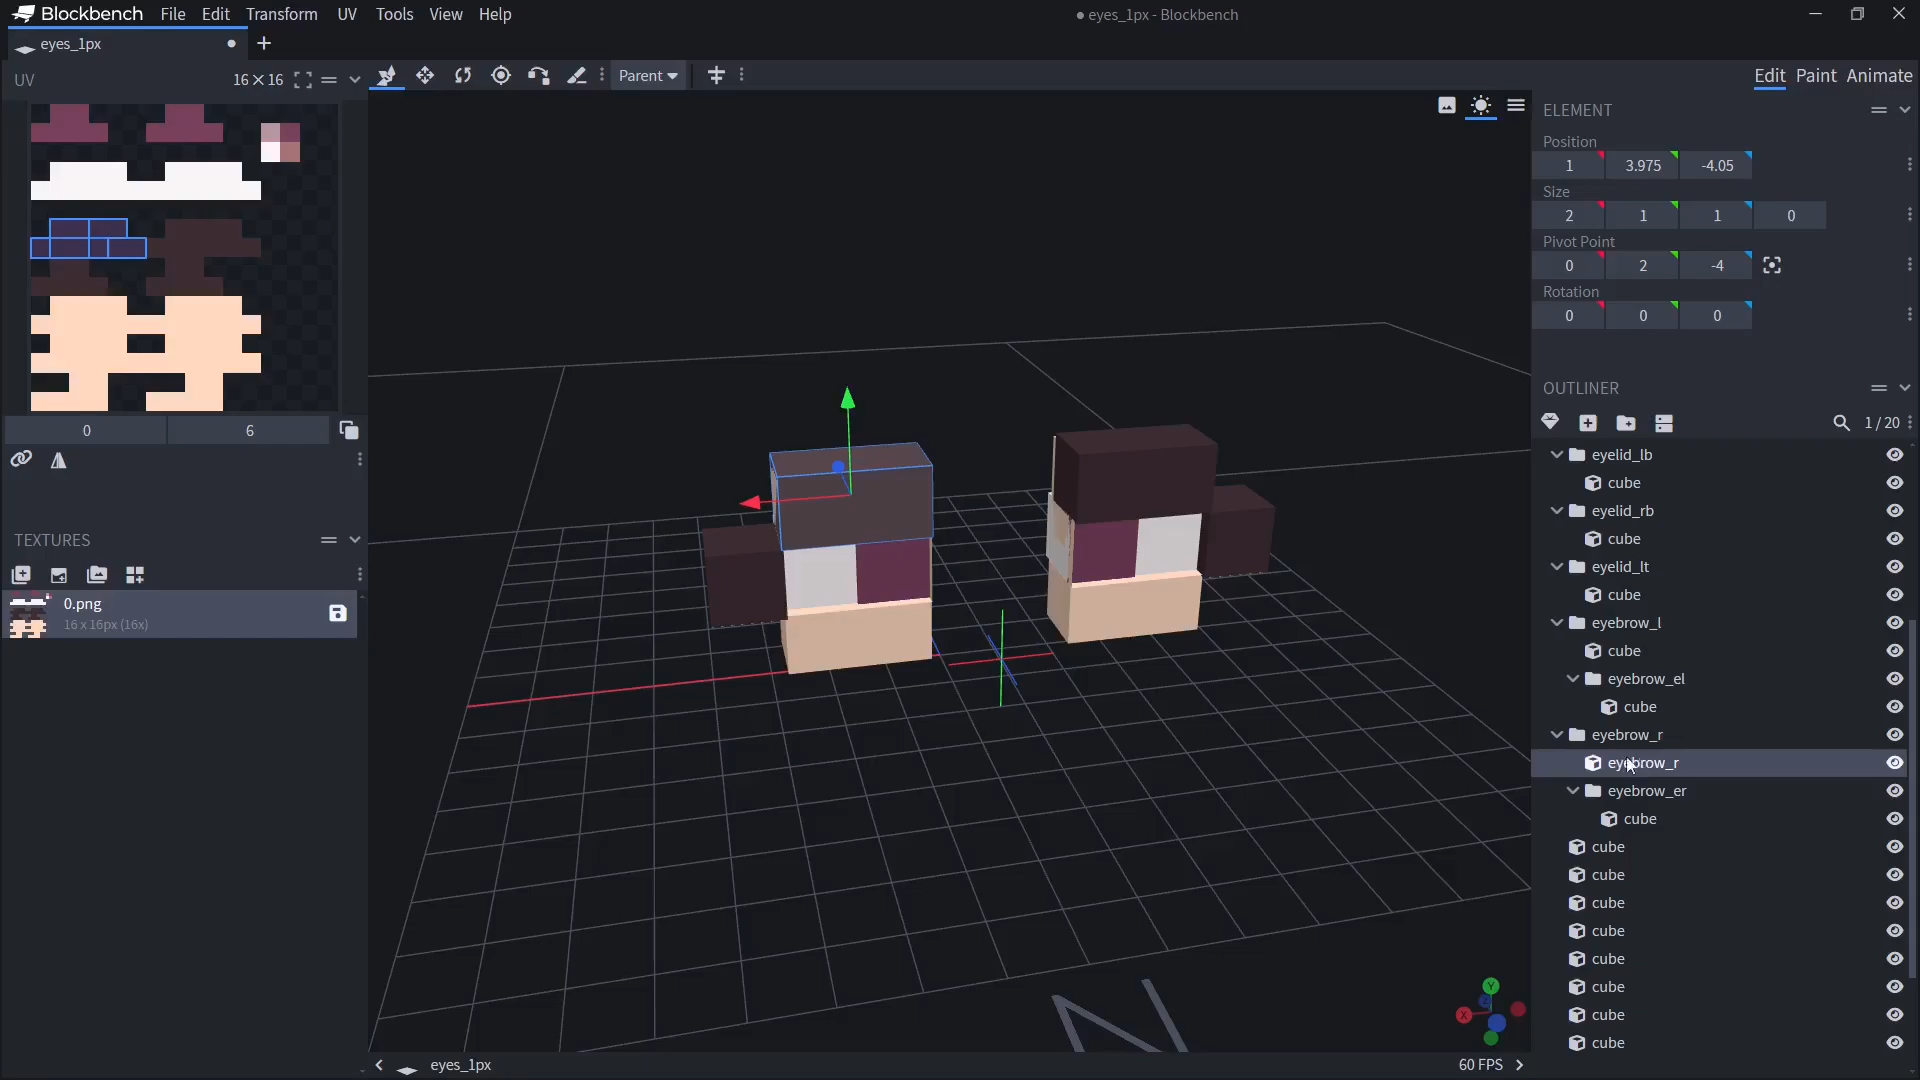 Blockbench File Edit Transform UV Tools View Help
eyes_1px - Blockbench
eyes_1px
UV 16×16
Parent
Edit Paint Animate
ELEMENT
Position
1 3.975 -4.05
Size
2 1 1 0
Pivot Point
0 2 -4
Rotation
0 0 0
0 6
TEXTURES
0.png
16 x 16px (16x)
OUTLINER
1/20
eyelid_lb
cube
eyelid_rb
cube
eyelid_lt
cube
eyebrow_l
cube
eyebrow_el
cube
eyebrow_r
eyebrow_r
eyebrow_er
cube
cube
cube
cube
cube
cube
cube
cube
cube
N
Y
X
eyes_1px
60 FPS